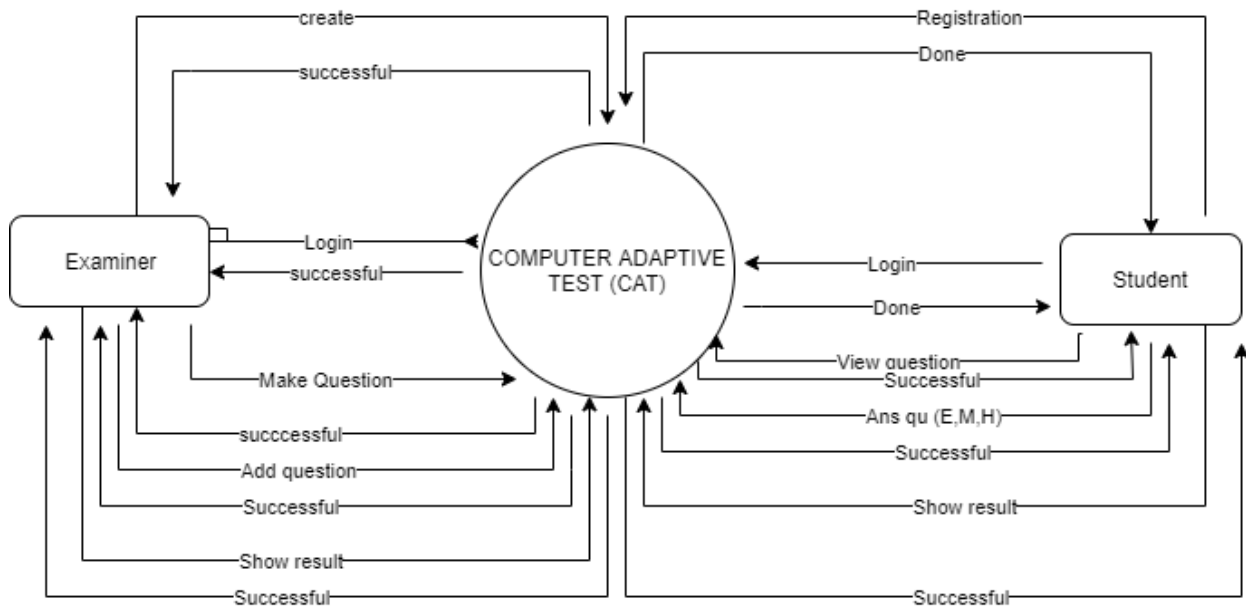 create
Registration
Done
successful
Examiner
Login
successful
COMPUTER ADAPTIVE
TEST (CAT)
Login
Done
Student
View question
Successful
Make Question
Ans qu (E,M,H)
succcessful
Successful
Add question
Successful
Show result
Show result
Successful
Successful